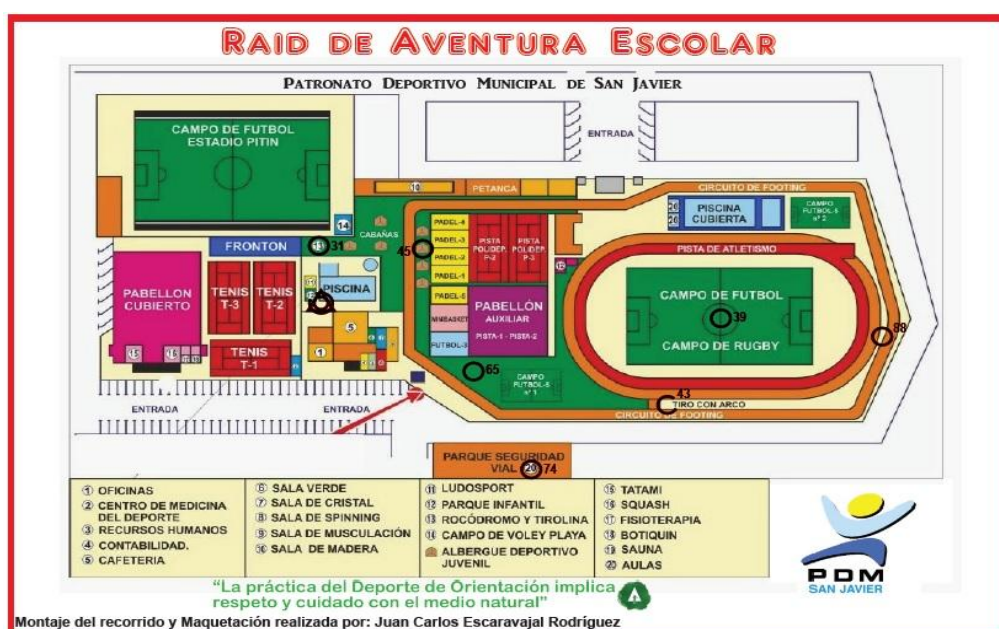 RAID DE AVENTURA ESCOLAR
PATRONATO DEPORTIVO MUNICIPAL DE SAN JAVIER
CAMPO DE FUTBOL
ESTADIO PITIN
ENTRADA
PETANCA
CIRCUITO DE FOOTING
14
CABAÑAS
PADEL-4
PADEL-3
PADEL-2
PADEL-1
PADEL-5
PISTA
POLIDEP.
P-2
PISTA
POLIDEP.
P-3
PISCINA
CUBIERTA
CAMPO
FUTBOL-5
nº 2
FRONTON
13
31
45
PISTA DE ATLETISMO
PABELLON
CUBIERTO
TENIS
T-3
TENIS
T-2
PISCINA
PABELLÓN
AUXILIAR
PISTA-1 - PISTA-2
MINIBASKET
FUTBOL-3
CAMPO DE FUTBOL
39
CAMPO DE RUGBY
88
5
1
TENIS
T-1
65
CAMPO
FUTBOL-5
nº 1
43
TIRO CON ARCO
CIRCUITO DE FOOTING
ENTRADA
ENTRADA
PARQUE SEGURIDAD
VIAL 20 74
1 OFICINAS
2 CENTRO DE MEDICINA
DEL DEPORTE
3 RECURSOS HUMANOS
4 CONTABILIDAD.
5 CAFETERIA
6 SALA VERDE
7 SALA DE CRISTAL
8 SALA DE SPINNING
9 SALA DE MUSCULACIÓN
10 SALA DE MADERA
11 LUDOSPORT
12 PARQUE INFANTIL
13 ROCÓDROMO Y TIROLINA
14 CAMPO DE VOLEY PLAYA
ALBERGUE DEPORTIVO
JUVENIL
15 TATAMI
16 SQUASH
17 FISIOTERAPIA
18 BOTIQUIN
19 SAUNA
20 AULAS
PDM
SAN JAVIER
“La práctica del Deporte de Orientación implica
respeto y cuidado con el medio natural”
Montaje del recorrido y Maquetación realizada por: Juan Carlos Escaravajal Rodríguez